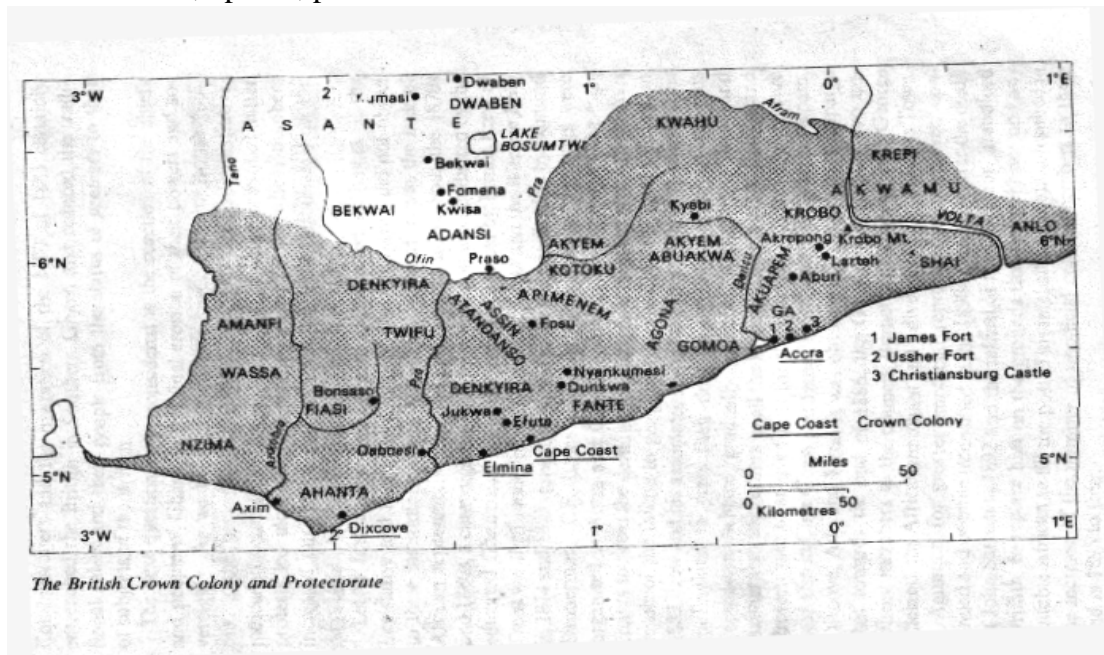 3°W 2 1° 0° 1°E
Dwaben
Kumasi
DWABEN
ASANTE
LAKE
BOSUMTWI
Bekwai
Fomena
Kwisa
BEKWAI
ADANSI
Praso
Tano
Ofin
Pra
KWAHU
Afram
KREPI
AKWAMU
VOLTA
ANLO
6°N
6°N
Kyebi
KROBO
Krobo Mt.
Akropong
Larteh
SHAI
Aburi
AKYEM
KOTOKU
AKYEM
ABUAKWA
Densu
AKUAPEM
GA
1 2 3
Accra
DENKYIRA
ASSIN
APIMENEM
ATANDANSO
Fosu
AGONA
GOMOA
AMANFI
TWIFU
WASSA
Pra
Bonsaso
FIASI
DENKYIRA
Nyankumasi
Dunkwa
FANTE
Jukwa
Efuta
NZIMA
Ankobra
Daboasi
Cape Coast
Elmina
AHANTA
Axim
Dixcove
5°N
5°N
1 James Fort
2 Ussher Fort
3 Christiansburg Castle
Cape Coast Crown Colony
Miles
0 50
0 50
Kilometres
3°W 2° 1° 0° 1°E
The British Crown Colony and Protectorate